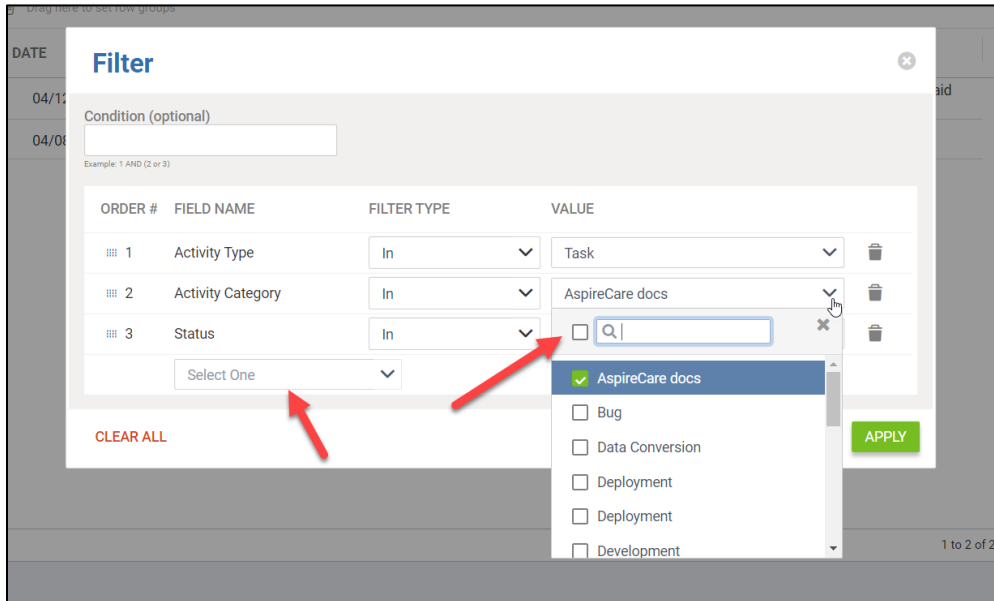 Drag here to set row groups
DATE
Filter
04/12
aid
Condition (optional)
04/08
Example: 1 AND (2 or 3)
ORDER # FIELD NAME FILTER TYPE VALUE
1 Activity Type In Task
2 Activity Category In AspireCare docs
3 Status In
Select One
AspireCare docs
Bug
CLEAR ALL
APPLY
Data Conversion
Deployment
Deployment
Development
1 to 2 of 2